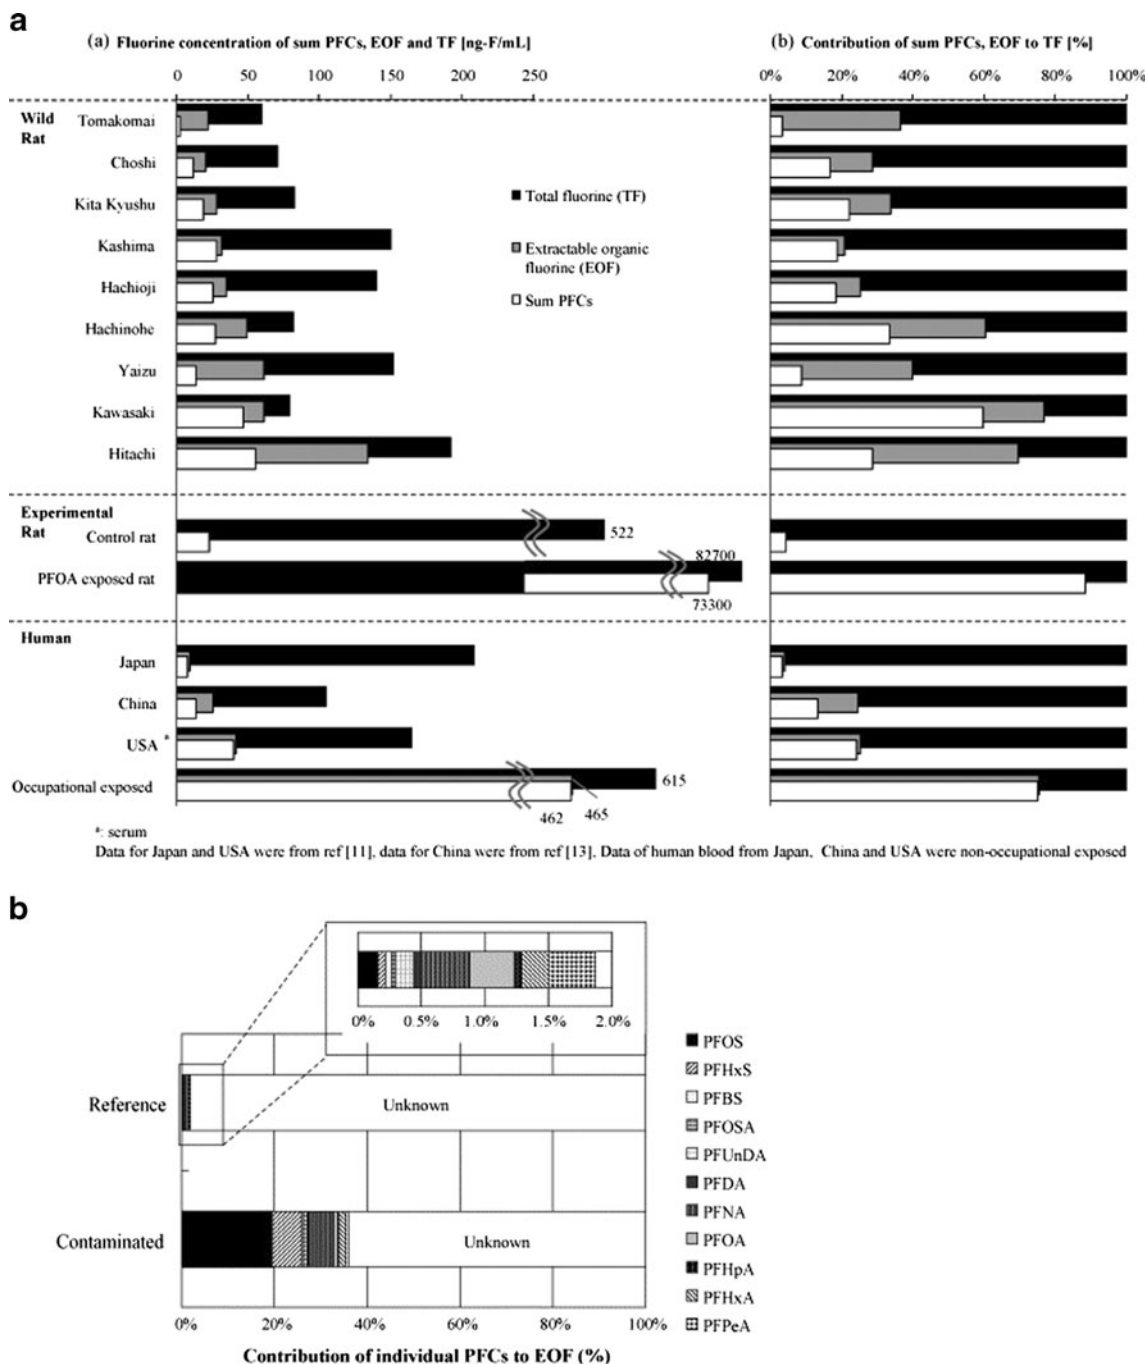 a
(a) Fluorine concentration of sum PFCs, EOF and TF [ng-F/mL]
0 50 100 150 200 250
Wild
Rat
Tomakomai
Choshi
Kita Kyushu
Kashima
Hachioji
Hachinohe
Yaizu
Kawasaki
Hitachi
Total fluorine (TF)
Extractable organic
fluorine (EOF)
Sum PFCs
Experimental
Rat
Control rat
522
PFOA exposed rat
82700
73300
Human
Japan
China
USA a
Occupational exposed
615
462 465
(b) Contribution of sum PFCs, EOF to TF [%]
0% 20% 40% 60% 80% 100%
a: serum
Data for Japan and USA were from ref [11], data for China were from ref [13]. Data of human blood from Japan, China and USA were non-occupational exposed
b
0% 0.5% 1.0% 1.5% 2.0%
Reference
Unknown
Contaminated
Unknown
0% 20% 40% 60% 80% 100%
Contribution of individual PFCs to EOF (%)
PFOS
PFHxS
PFBS
PFOSA
PFUnDA
PFDA
PFNA
PFOA
PFHpA
PFHxA
PFPeA